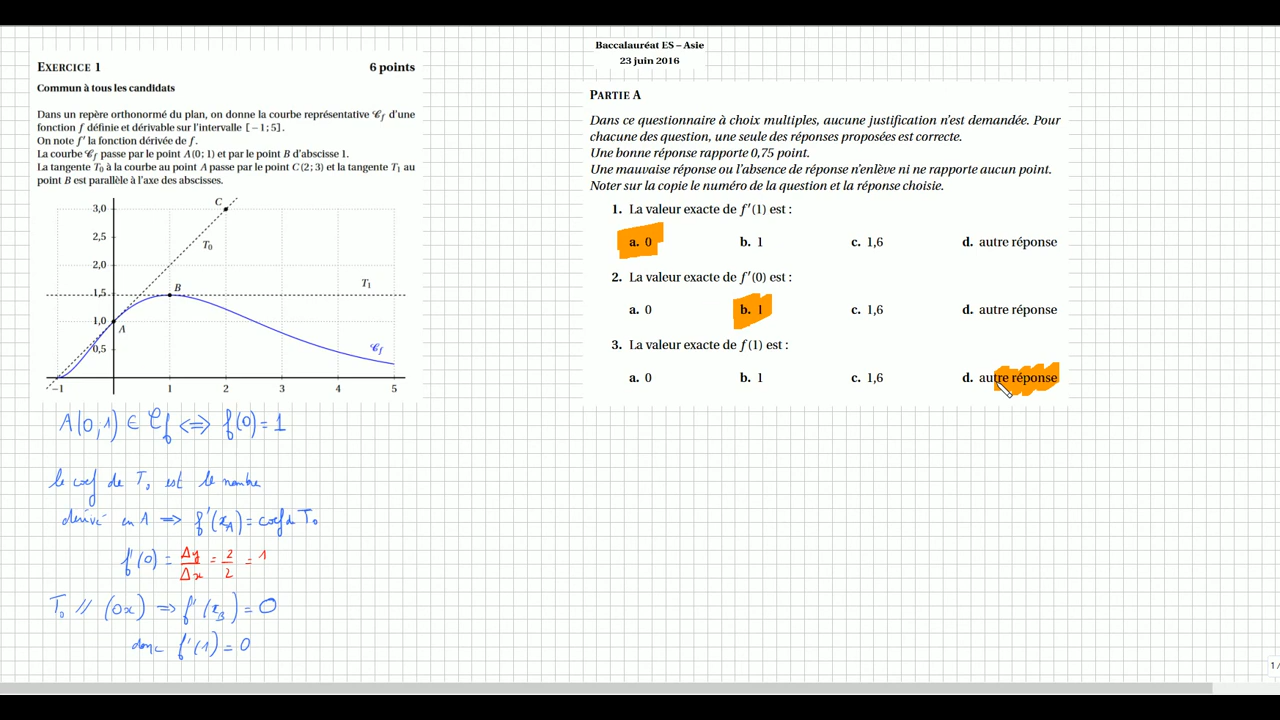 EXERCICE 1 6 points
Commun à tous les candidats
Dans un repère orthonormé du plan, on donne la courbe représentative 𝒞f d'une
fonction f définie et dérivable sur l'intervalle [−1 ; 5].
On note f′ la fonction dérivée de f.
La courbe 𝒞f passe par le point A(0 ; 1) et par le point B d'abscisse 1.
La tangente T0 à la courbe au point A passe par le point C(2 ; 3) et la tangente T1 au
point B est parallèle à l'axe des abscisses.
3,0
2,5
2,0
1,5
1,0
0,5
C
T0
T1
B
A
𝒞f
−1 1 2 3 4 5
A(0,1) ∈ 𝒞f ⟺ f(0) = 1
le coef de T0 est le nombre
dérivé en A ⟹ f'(xA) = coef d T0
f'(0) = Δy/Δx = 2/2 = 1
T0 // (Ox) ⟹ f'(xB) = 0
donc f'(1) = 0
Baccalauréat ES – Asie
23 juin 2016
PARTIE A
Dans ce questionnaire à choix multiples, aucune justification n'est demandée. Pour
chacune des question, une seule des réponses proposées est correcte.
Une bonne réponse rapporte 0,75 point.
Une mauvaise réponse ou l'absence de réponse n'enlève ni ne rapporte aucun point.
Noter sur la copie le numéro de la question et la réponse choisie.
1. La valeur exacte de f′(1) est :
a. 0 b. 1 c. 1,6 d. autre réponse
2. La valeur exacte de f′(0) est :
a. 0 b. 1 c. 1,6 d. autre réponse
3. La valeur exacte de f(1) est :
a. 0 b. 1 c. 1,6 d. autre réponse
1/